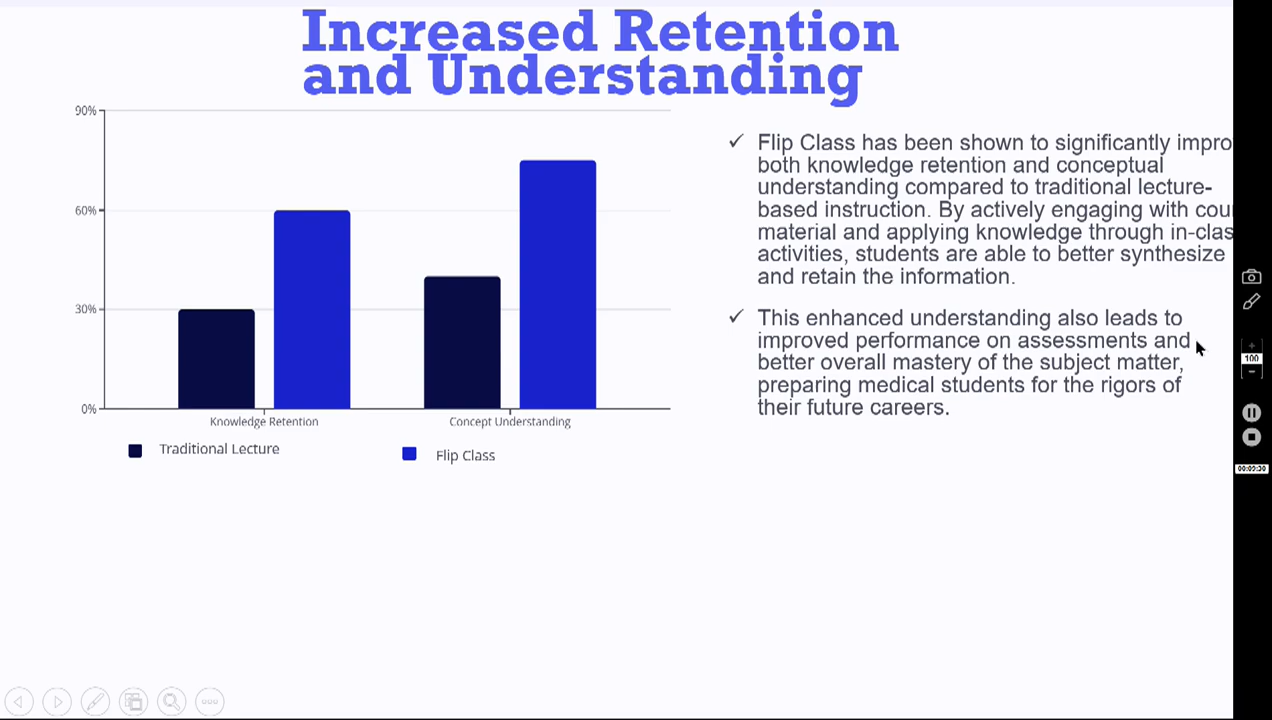 Increased Retention
and Understanding
90%
60%
30%
0%
Knowledge Retention
Concept Understanding
Traditional Lecture
Flip Class
✓ Flip Class has been shown to significantly impro
both knowledge retention and conceptual
understanding compared to traditional lecture-
based instruction. By actively engaging with cou
material and applying knowledge through in-clas
activities, students are able to better synthesize
and retain the information.
✓ This enhanced understanding also leads to
improved performance on assessments and
better overall mastery of the subject matter,
preparing medical students for the rigors of
their future careers.
100
00:09:30